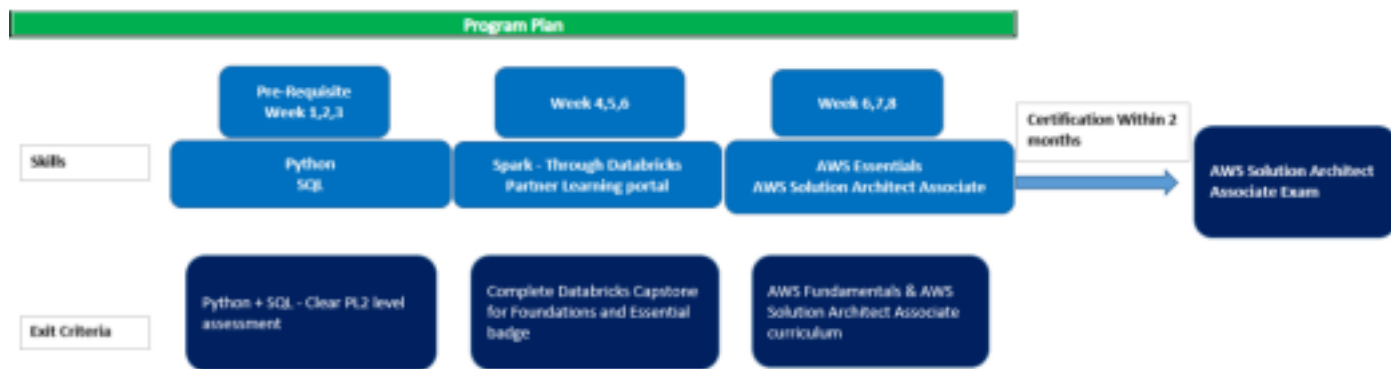 Program Plan
Pre-Requisite
Week 1,2,3
Week 4,5,6
Week 6,7,8
Certification Within 2
months
Skills
Python
SQL
Spark - Through Databricks
Partner Learning portal
AWS Essentials
AWS Solution Architect Associate
AWS Solution Architect
Associate Exam
Exit Criteria
Python + SQL - Clear PL2 level
assessment
Complete Databricks Capstone
for Foundations and Essential
badge
AWS Fundamentals & AWS
Solution Architect Associate
curriculum